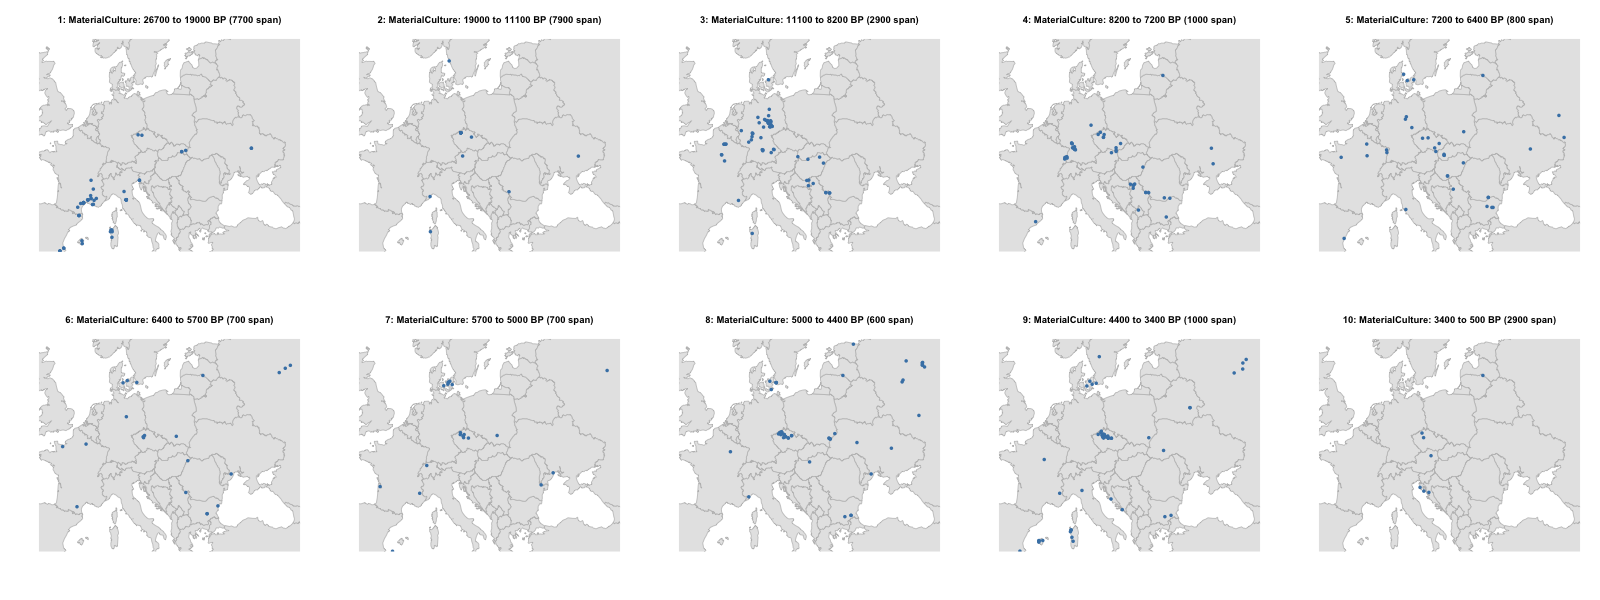 1: MaterialCulture: 26700 to 19000 BP (7700 span)
2: MaterialCulture: 19000 to 11100 BP (7900 span)
3: MaterialCulture: 11100 to 8200 BP (2900 span)
4: MaterialCulture: 8200 to 7200 BP (1000 span)
5: MaterialCulture: 7200 to 6400 BP (800 span)
6: MaterialCulture: 6400 to 5700 BP (700 span)
7: MaterialCulture: 5700 to 5000 BP (700 span)
8: MaterialCulture: 5000 to 4400 BP (600 span)
9: MaterialCulture: 4400 to 3400 BP (1000 span)
10: MaterialCulture: 3400 to 500 BP (2900 span)